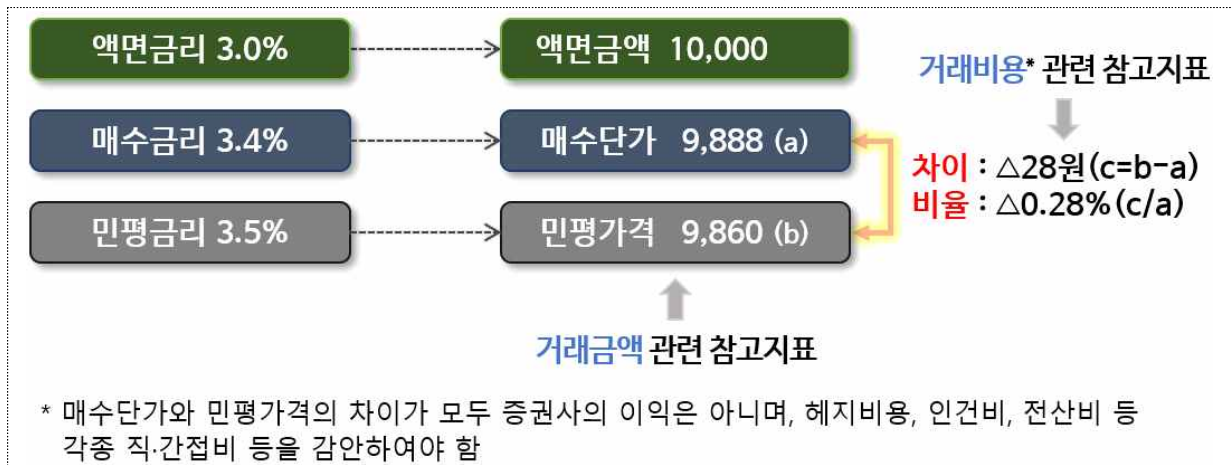 액면금리 3.0%
액면금액 10,000
거래비용* 관련 참고지표
매수금리 3.4%
매수단가 9,888 (a)
차이 : △28원(c=b-a)
비율 : △0.28%(c/a)
민평금리 3.5%
민평가격 9,860 (b)
거래금액 관련 참고지표
* 매수단가와 민평가격의 차이가 모두 증권사의 이익은 아니며, 헤지비용, 인건비, 전산비 등
각종 직·간접비 등을 감안하여야 함